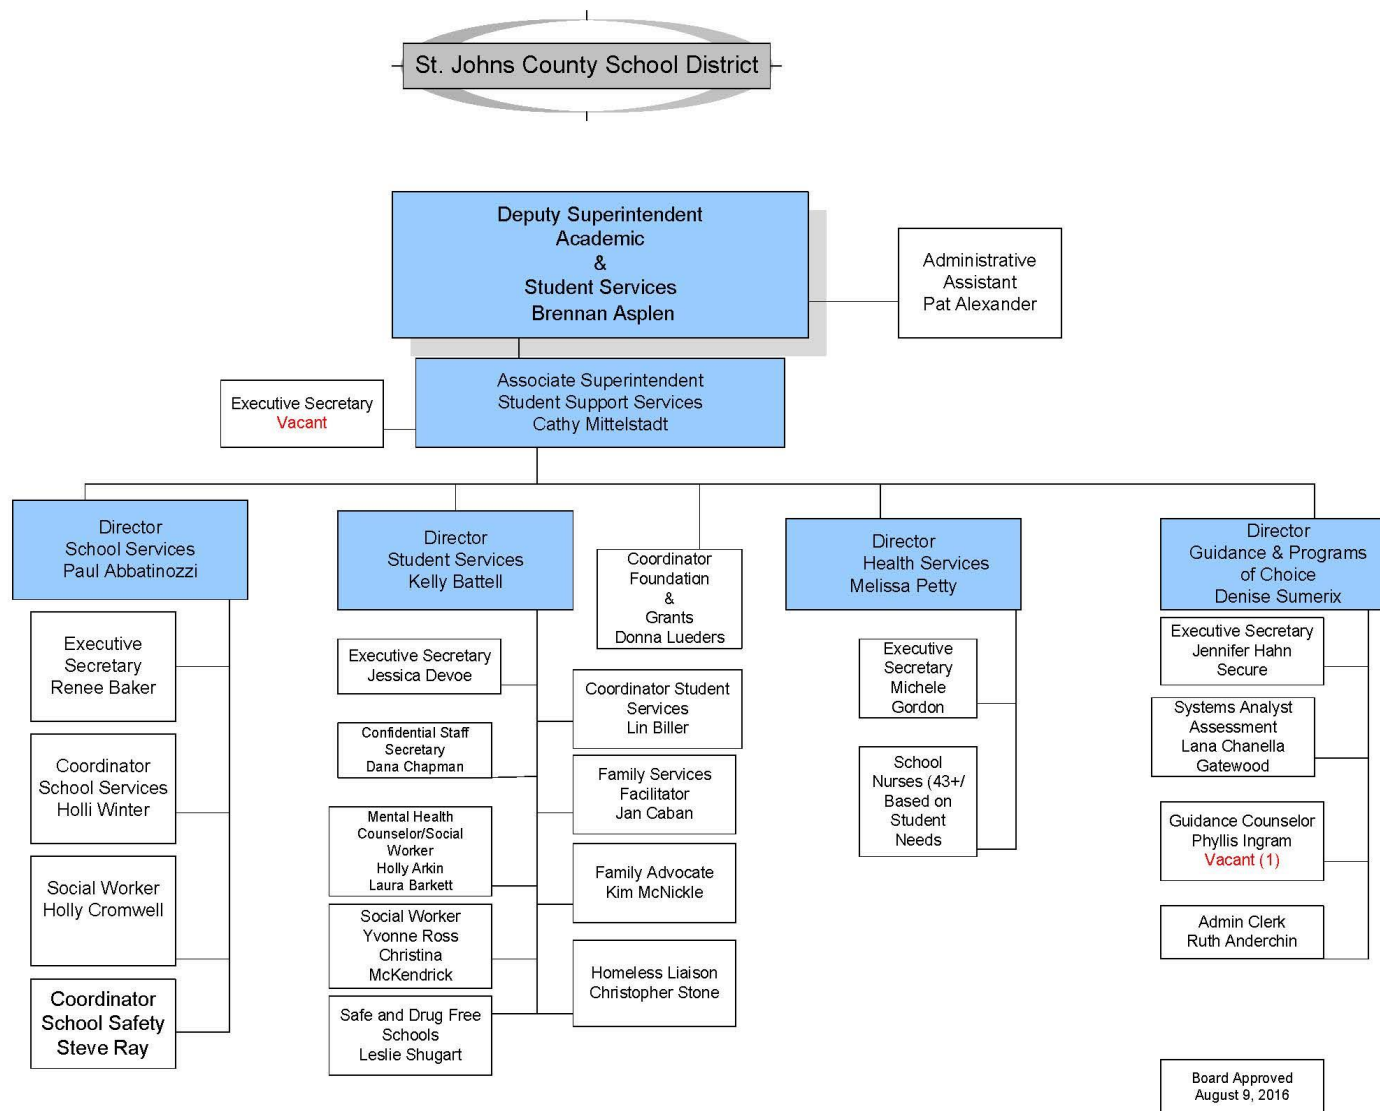 St. Johns County School District
Deputy Superintendent
Academic
&
Student Services
Brennan Asplen
Administrative
Assistant
Pat Alexander
Associate Superintendent
Student Support Services
Cathy Mittelstadt
Executive Secretary
Vacant
Director
School Services
Paul Abbatinozzi
Executive
Secretary
Renee Baker
Coordinator
School Services
Holli Winter
Social Worker
Holly Cromwell
Coordinator
School Safety
Steve Ray
Director
Student Services
Kelly Battell
Executive Secretary
Jessica Devoe
Confidential Staff
Secretary
Dana Chapman
Mental Health
Counselor/Social
Worker
Holly Arkin
Laura Barkett
Social Worker
Yvonne Ross
Christina
McKendrick
Safe and Drug Free
Schools
Leslie Shugart
Coordinator Student
Services
Lin Biller
Family Services
Facilitator
Jan Caban
Family Advocate
Kim McNickle
Homeless Liaison
Christopher Stone
Coordinator
Foundation
&
Grants
Donna Lueders
Director
Health Services
Melissa Petty
Executive
Secretary
Michele
Gordon
School
Nurses (43+/
Based on
Student
Needs
Director
Guidance & Programs
of Choice
Denise Sumerix
Executive Secretary
Jennifer Hahn
Secure
Systems Analyst
Assessment
Lana Chanella
Gatewood
Guidance Counselor
Phyllis Ingram
Vacant (1)
Admin Clerk
Ruth Anderchin
Board Approved
August 9, 2016